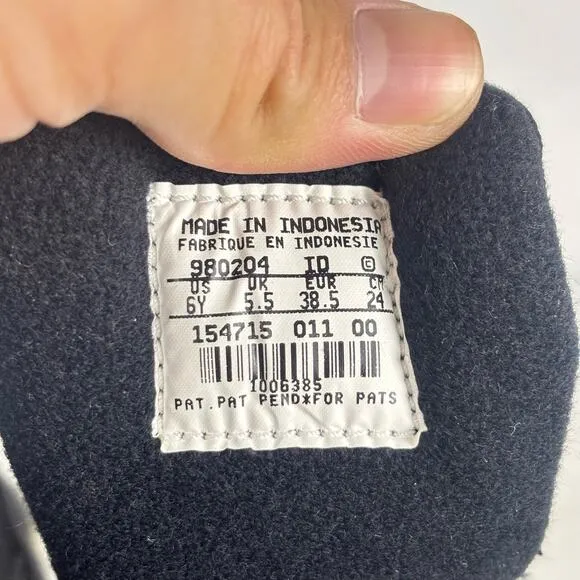 MADE IN INDONESIA
FABRIQUE EN INDONESIE
980204 ID ©
US UK EUR CM
6Y 5.5 38.5 24
154715 011 00
1006385
PAT.PAT PEND*FOR PATS